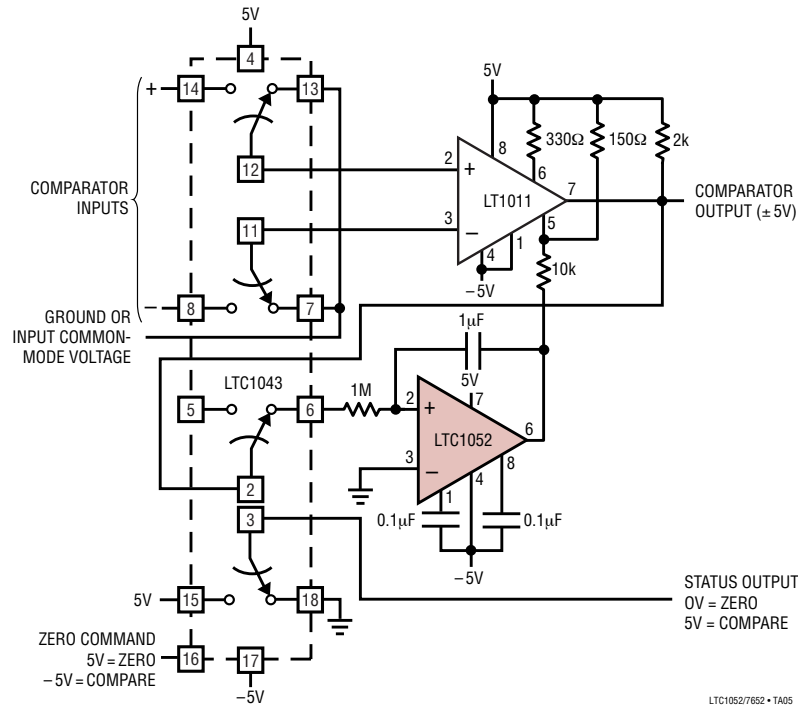 5V
4
+
14
13
12
COMPARATOR
INPUTS
11
−
8
7
GROUND OR
INPUT COMMON-
MODE VOLTAGE
5V
8
330Ω
150Ω
2k
2
+
6
7
LT1011
COMPARATOR
OUTPUT (±5V)
3
−
5
4
1
−5V
10k
1µF
LTC1043
5
6
1M
5V
7
2
+
LTC1052
6
3
−
8
1
4
0.1µF
0.1µF
−5V
2
3
5V
15
18
STATUS OUTPUT
0V = ZERO
5V = COMPARE
ZERO COMMAND
5V = ZERO
−5V = COMPARE
16
17
−5V
LTC1052/7652 • TA05